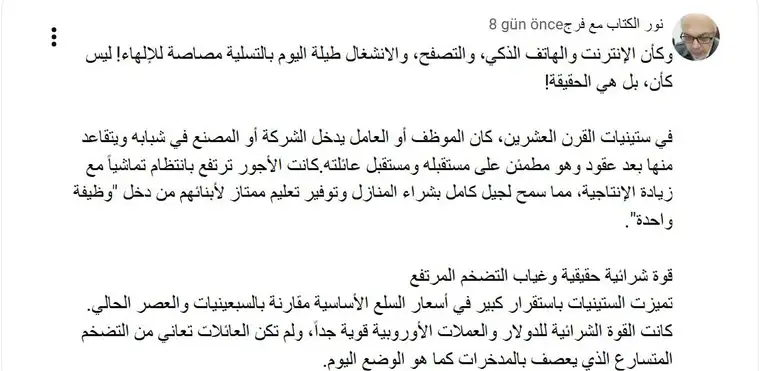 نور الكتاب مع فرج 8 gün önce
وكأن الإنترنت والهاتف الذكي، والتصفح، والانشغال طيلة اليوم بالتسلية مصاصة للإلهاء! ليس
كأن، بل هي الحقيقة!
في ستينيات القرن العشرين، كان الموظف أو العامل يدخل الشركة أو المصنع في شبابه ويتقاعد
منها بعد عقود وهو مطمئن على مستقبله ومستقبل عائلته.كانت الأجور ترتفع بانتظام تماشياً مع
زيادة الإنتاجية، مما سمح لجيل كامل بشراء المنازل وتوفير تعليم ممتاز لأبنائهم من دخل "وظيفة
واحدة".
قوة شرائية حقيقية وغياب التضخم المرتفع
تميزت الستينيات باستقرار كبير في أسعار السلع الأساسية مقارنة بالسبعينيات والعصر الحالي.
كانت القوة الشرائية للدولار والعملات الأوروبية قوية جداً، ولم تكن العائلات تعاني من التضخم
المتسارع الذي يعصف بالمدخرات كما هو الوضع اليوم.